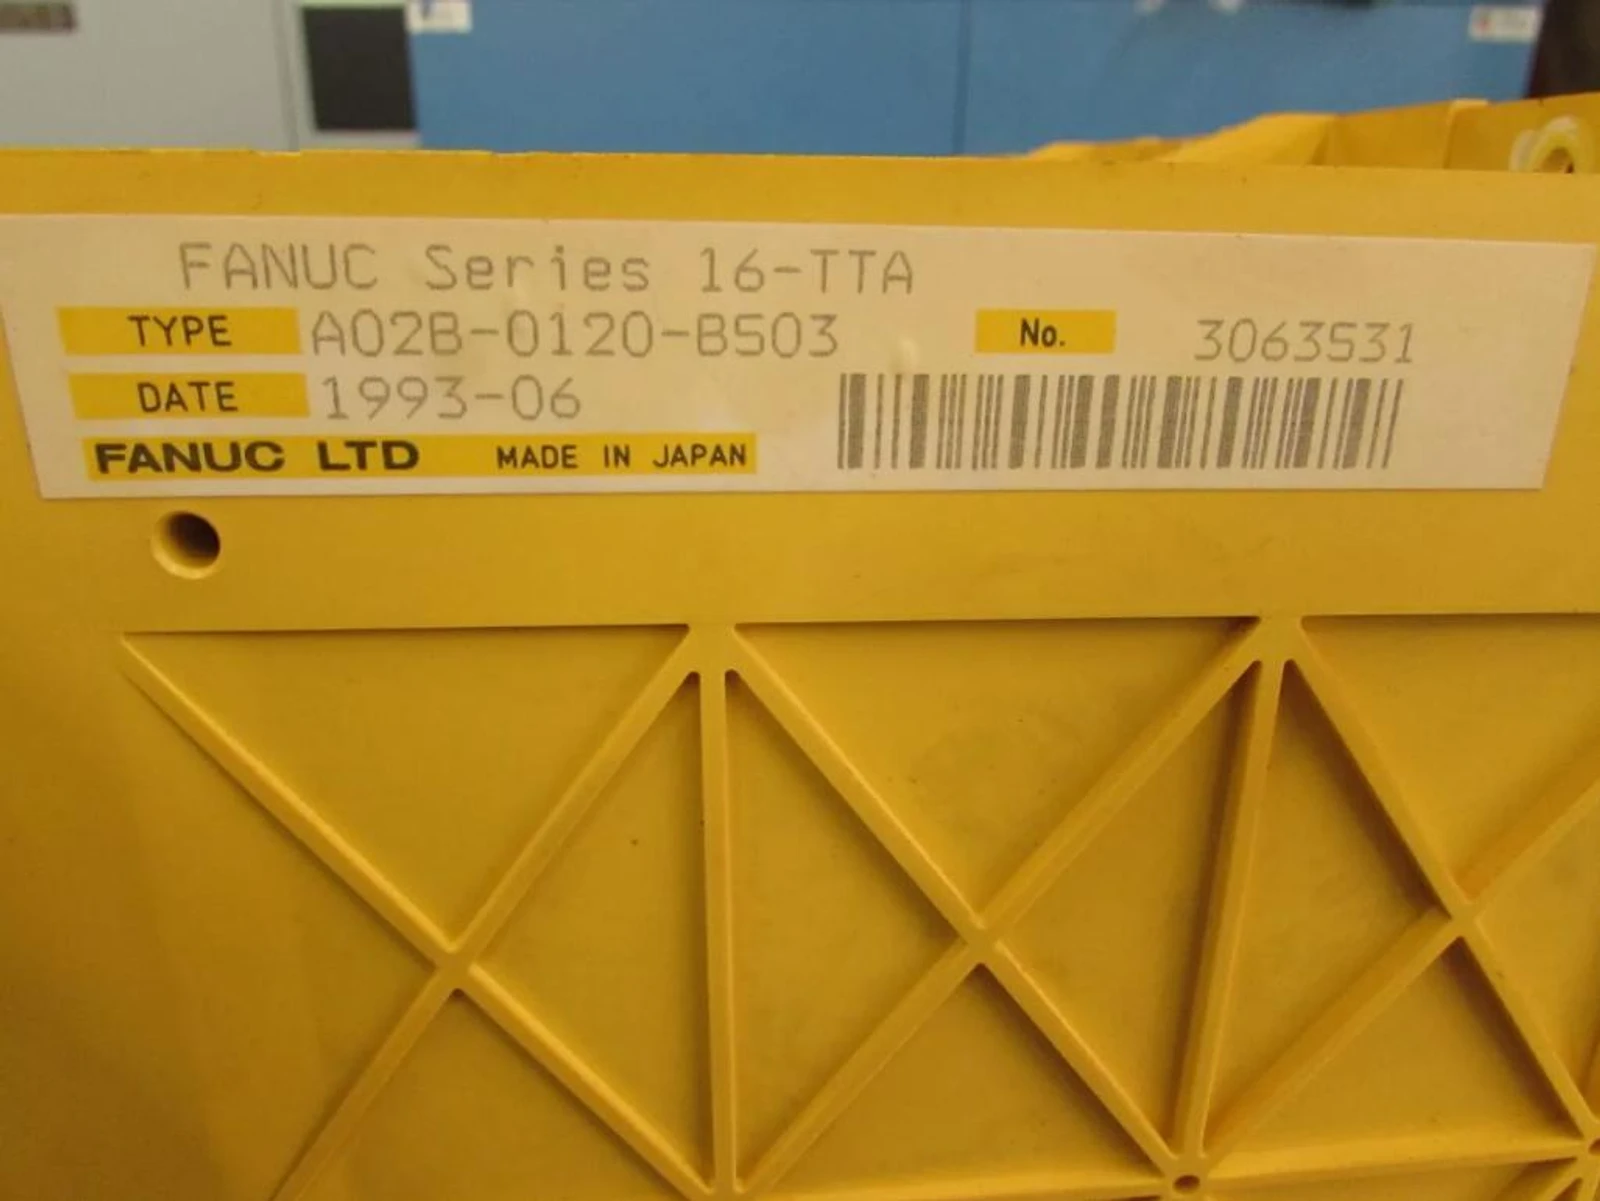 FANUC Series 16-TTA
TYPE A02B-0120-B503 No. 3063531
DATE 1993-06
FANUC LTD MADE IN JAPAN